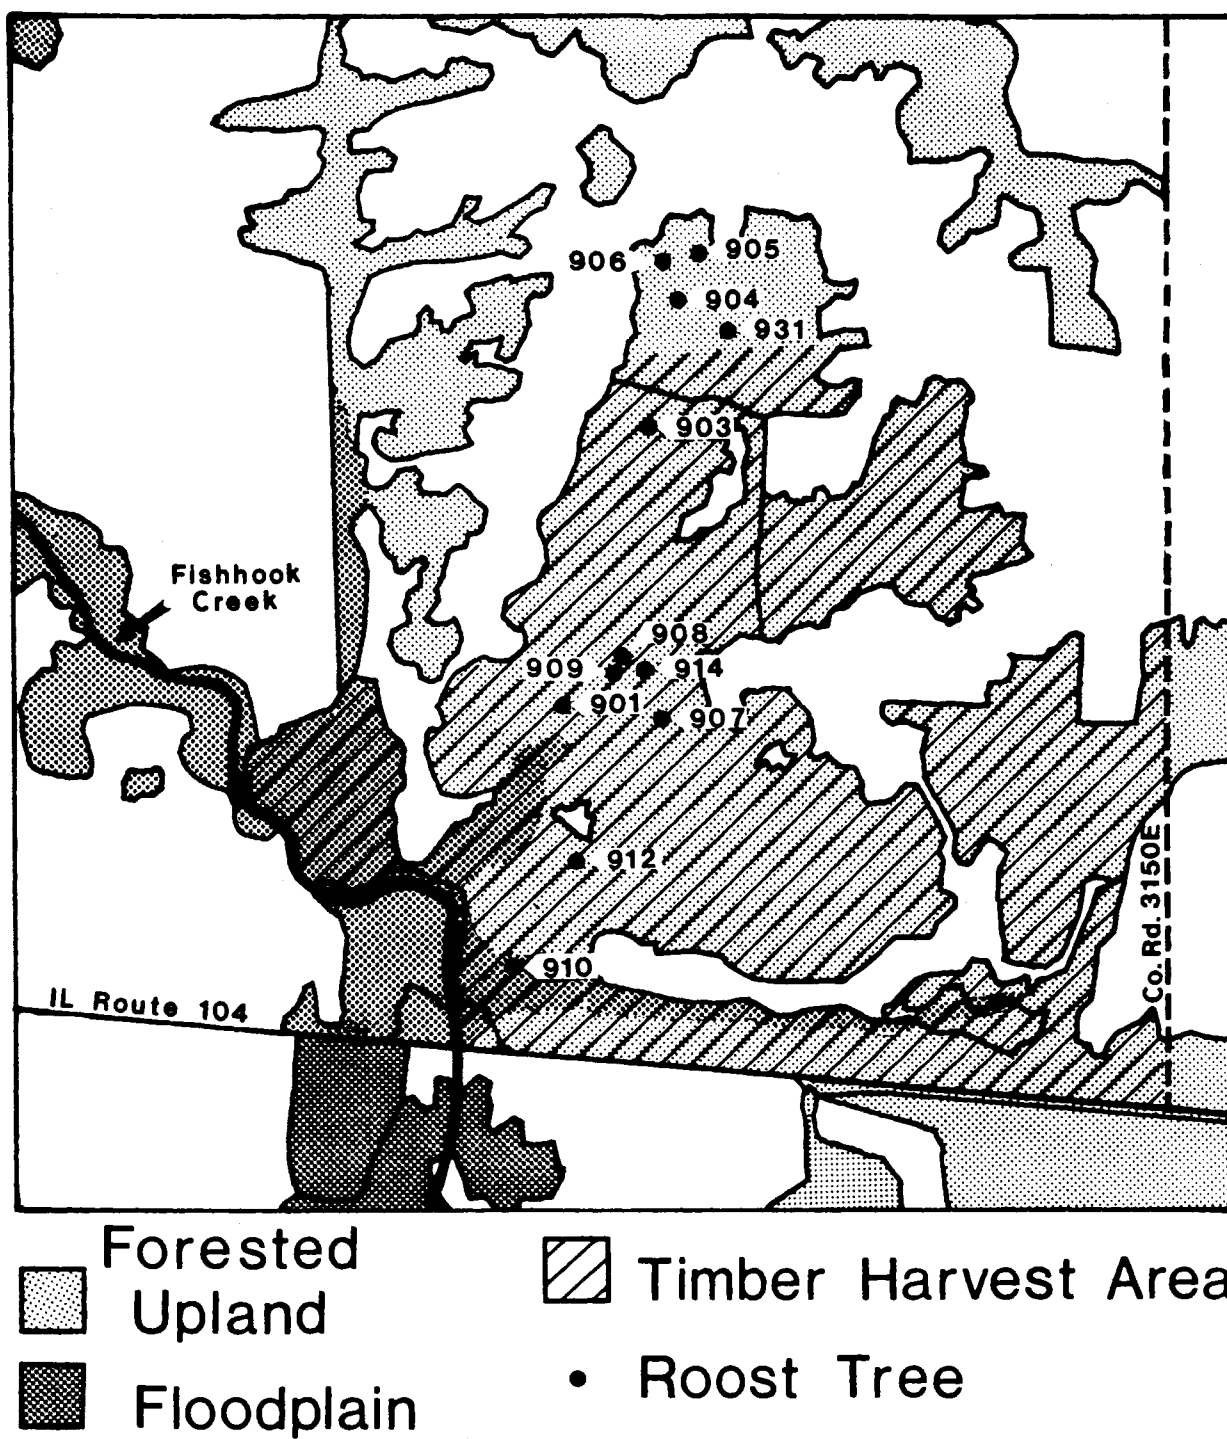 905
906
904
931
903
Fishhook
Creek
908
909
914
901
907
912
910
IL Route 104
Co. Rd. 3150E
Forested
Upland
Timber Harvest Area
Floodplain
Roost Tree